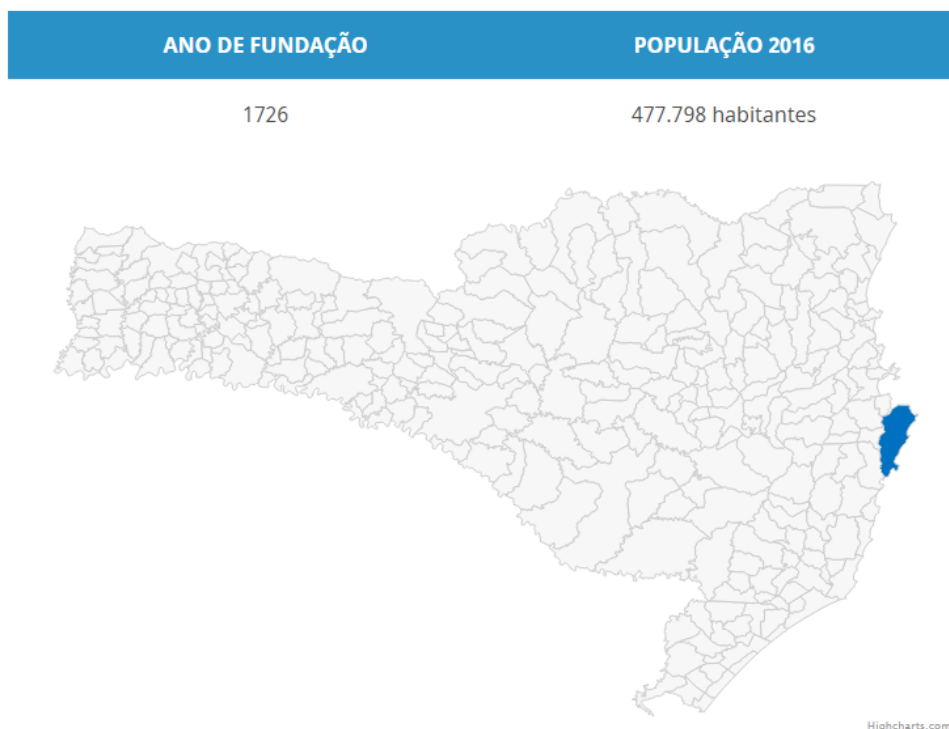 ANO DE FUNDAÇÃO POPULAÇÃO 2016
1726 477.798 habitantes
Highcharts.com